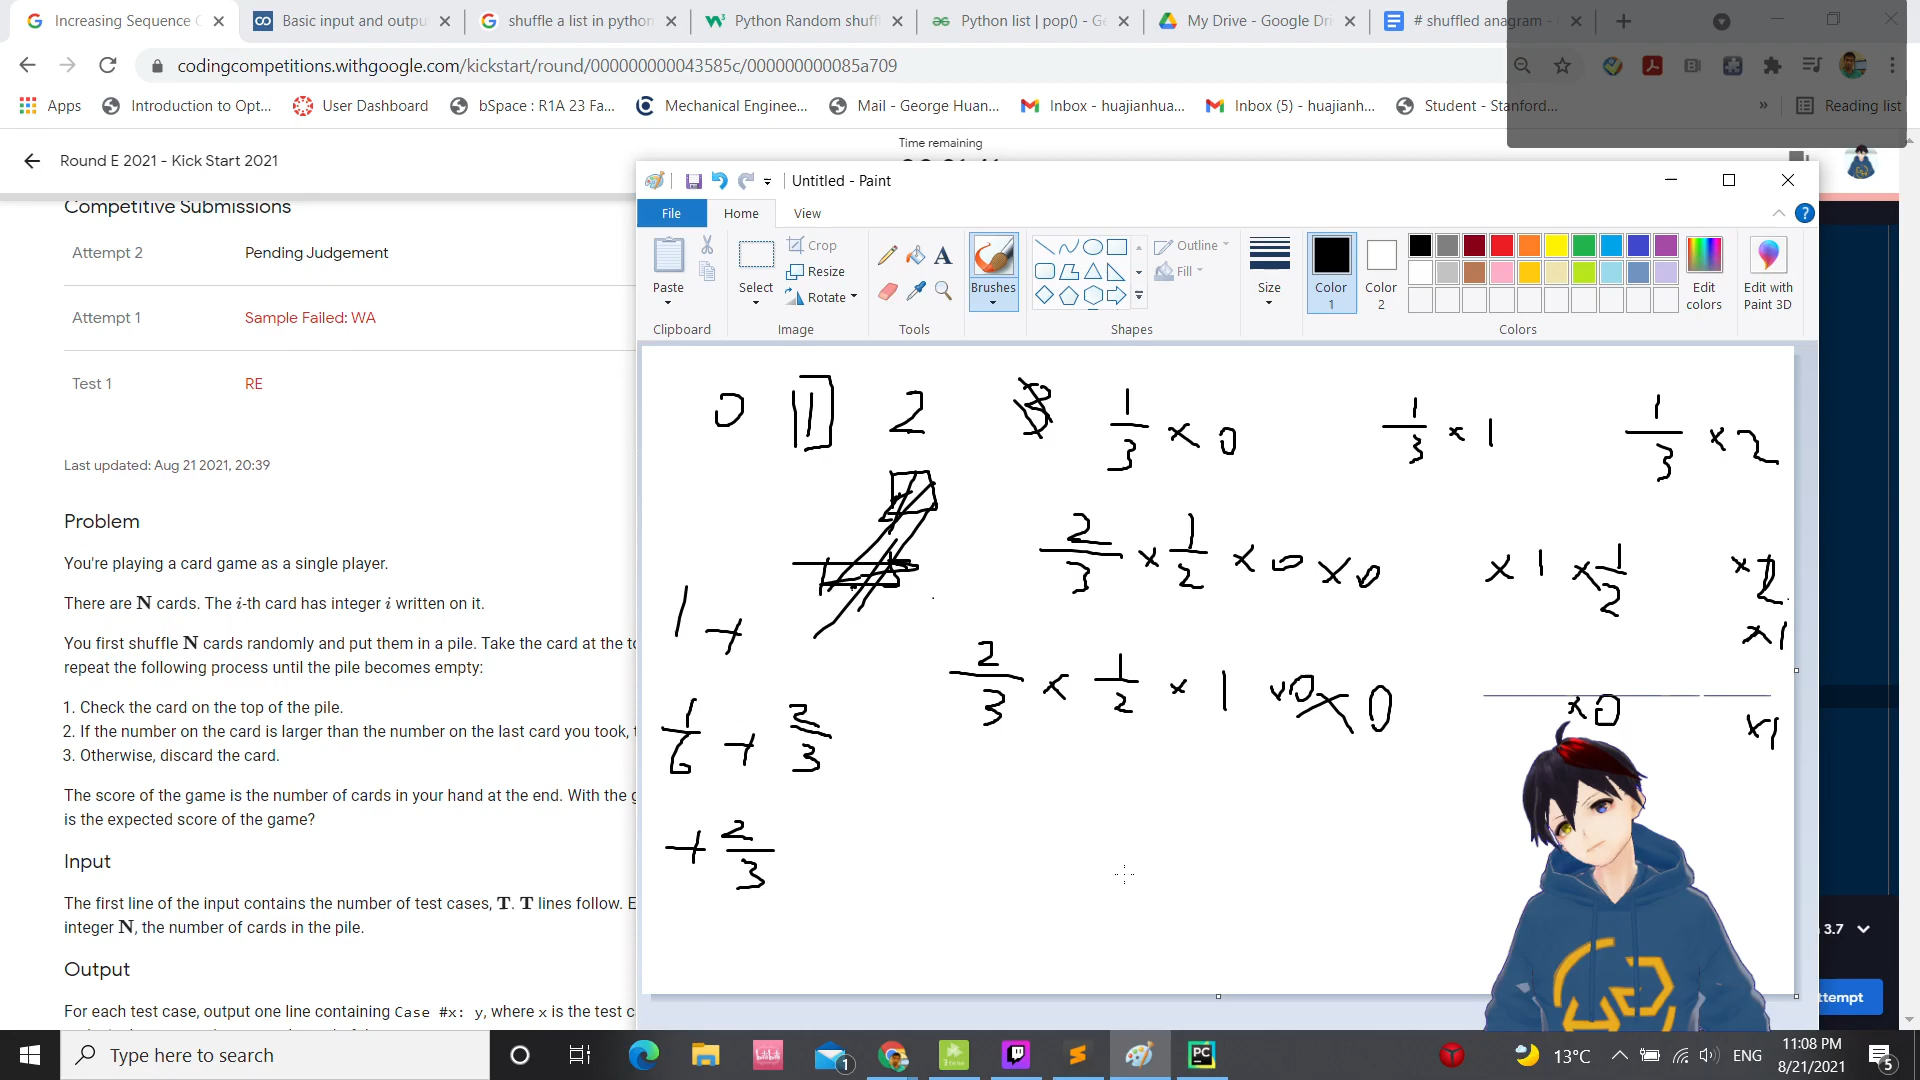 Increasing Sequence C
Basic input and outpu
shuffle a list in python
Python Random shuff
Python list | pop() - Ge
My Drive - Google Dri
# shuffled anagram -
codingcompetitions.withgoogle.com/kickstart/round/000000000043585c/000000000085a709
Apps
Introduction to Opt...
User Dashboard
bSpace : R1A 23 Fa...
Mechanical Enginee...
Mail - George Huan...
Inbox - huajianhua...
Inbox (5) - huajianh...
Student - Stanford...
»
Reading list
Time remaining
Round E 2021 - Kick Start 2021
Competitive Submissions
Attempt 2 Pending Judgement
Attempt 1 Sample Failed: WA
Test 1 RE
Last updated: Aug 21 2021, 20:39
Problem
You're playing a card game as a single player.
There are N cards. The i-th card has integer i written on it.
You first shuffle N cards randomly and put them in a pile. Take the card at the to
repeat the following process until the pile becomes empty:
1. Check the card on the top of the pile.
2. If the number on the card is larger than the number on the last card you took, t
3. Otherwise, discard the card.
The score of the game is the number of cards in your hand at the end. With the g
is the expected score of the game?
Input
The first line of the input contains the number of test cases, T. T lines follow. E
integer N, the number of cards in the pile.
Output
For each test case, output one line containing Case #x: y, where x is the test c
Untitled - Paint
File
Home
View
Paste
Crop
Resize
Rotate
Select
Brushes
Outline
Fill
Size
Color 1
Color 2
Edit colors
Edit with Paint 3D
Clipboard
Image
Tools
Shapes
Colors
0 1 2 1/3 × 0 1/3 × 1 1/3 × 2
2/3 × 1/2 × 0 × 0 × 1 × 1/2
× 1
1 +
2/3 × 1/2 × 1 × 0 × 0 × 0 × 1
1/6 + 2/3
+ 2/3
3.7
ttempt
Type here to search
1
13°C
ENG
11:08 PM
8/21/2021
5